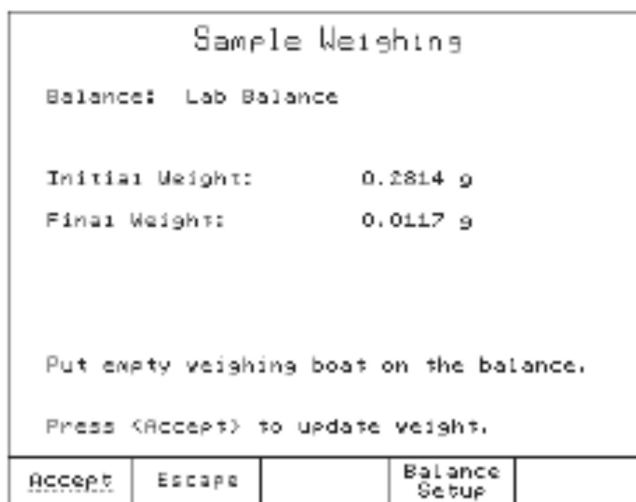 Sample Weighing
Balance: Lab Balance
Initial Weight: 0.2814 g
Final Weight: 0.0117 g
Put empty weighing boat on the balance.
Press <Accept> to update weight.
Accept Escape Balance Setup